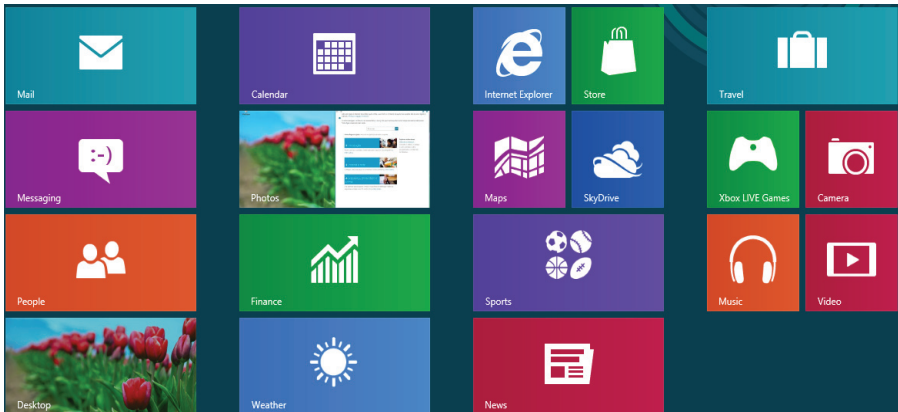 Mail
Calendar
Internet Explorer
Store
Travel
Messaging
Photos
Maps
SkyDrive
Xbox LIVE Games
Camera
People
Finance
Sports
Music
Video
Desktop
Weather
News